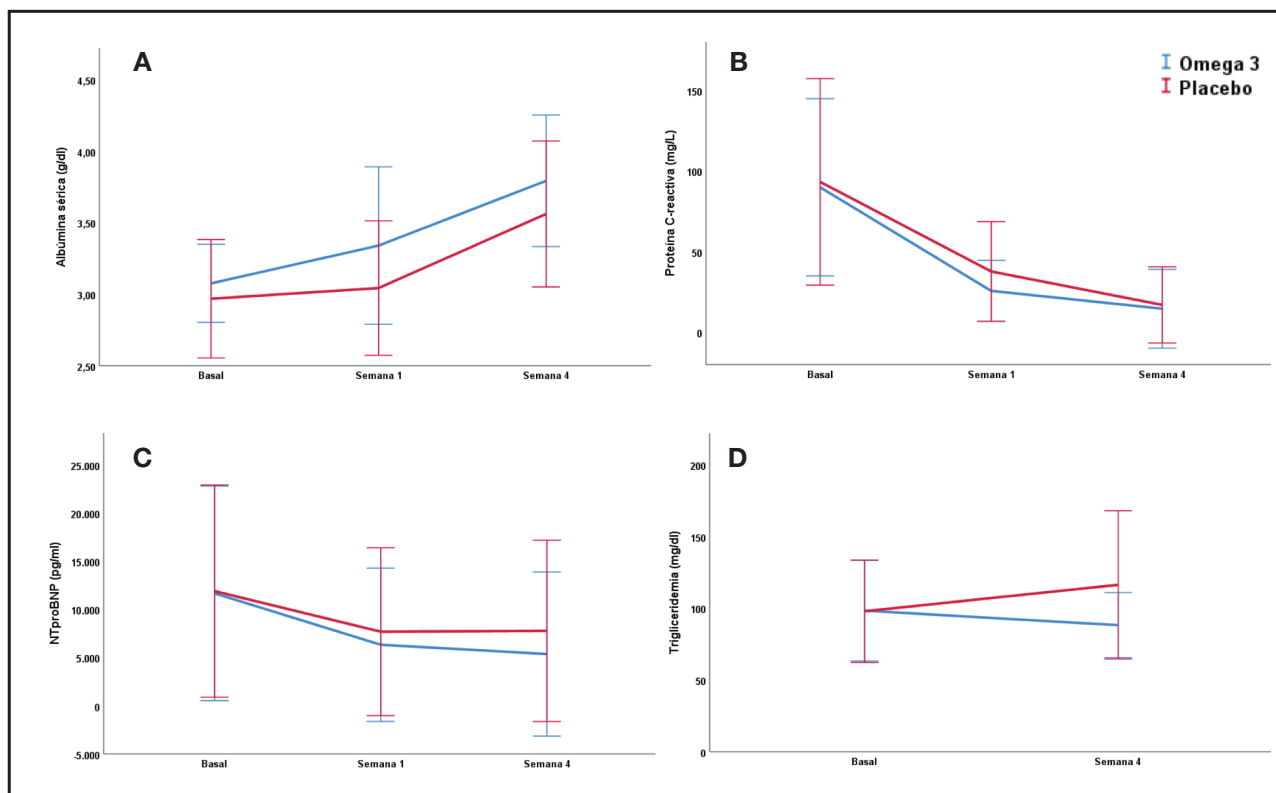 A
Albúmina sérica (g/dl)
4,50
4,00
3,50
3,00
2,50
Basal
Semana 1
Semana 4
B
Omega 3
Placebo
Proteína C-reactiva (mg/L)
150
100
50
0
Basal
Semana 1
Semana 4
C
NTproBNP (pg/ml)
25.000
20.000
15.000
10.000
5.000
0
-5.000
Basal
Semana 1
Semana 4
D
Trigliceridemia (mg/dl)
200
150
100
50
0
Basal
Semana 4